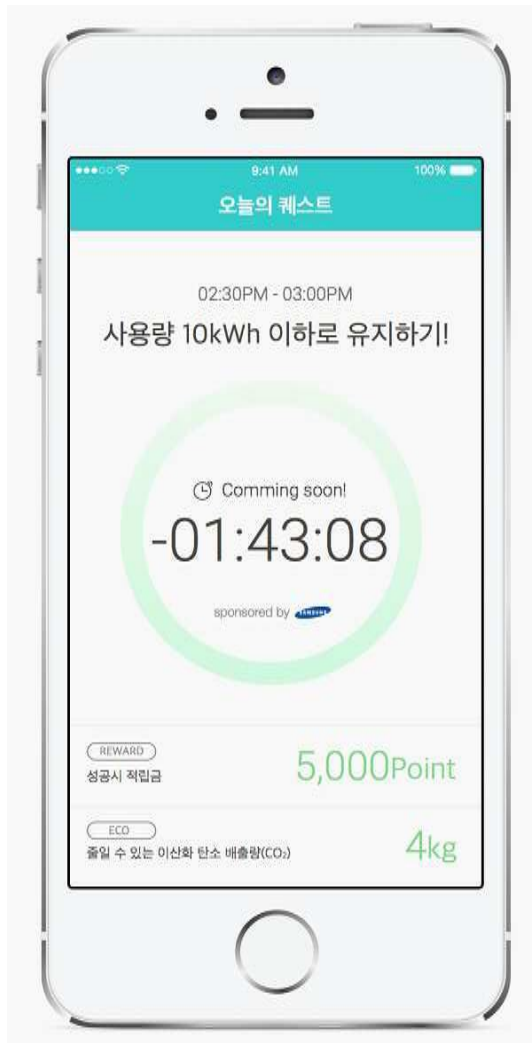 9:41 AM
100%
오늘의 퀘스트
02:30PM - 03:00PM
사용량 10kWh 이하로 유지하기!
Comming soon!
-01:43:08
sponsored by SAMSUNG
REWARD
성공시 적립금
5,000Point
ECO
줄일 수 있는 이산화 탄소 배출량(CO₂)
4kg